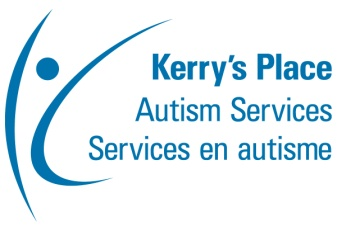 Kerry's Place
Autism Services
Services en autisme